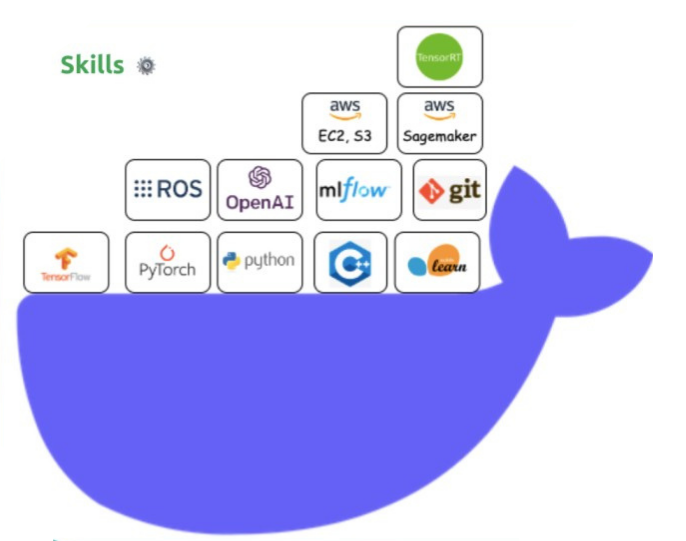 Skills
TensorRT
aws
EC2, S3
aws
Sagemaker
ROS
OpenAI
mlflow
git
TensorFlow
PyTorch
python
C++
learn